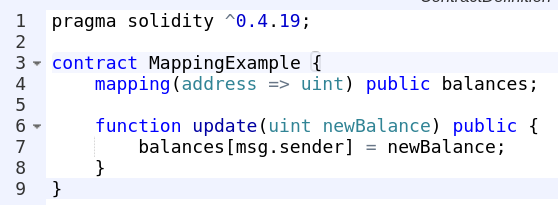 ContractDefinition
1 pragma solidity ^0.4.19;
2
3 contract MappingExample {
4     mapping(address => uint) public balances;
5
6     function update(uint newBalance) public {
7         balances[msg.sender] = newBalance;
8     }
9 }